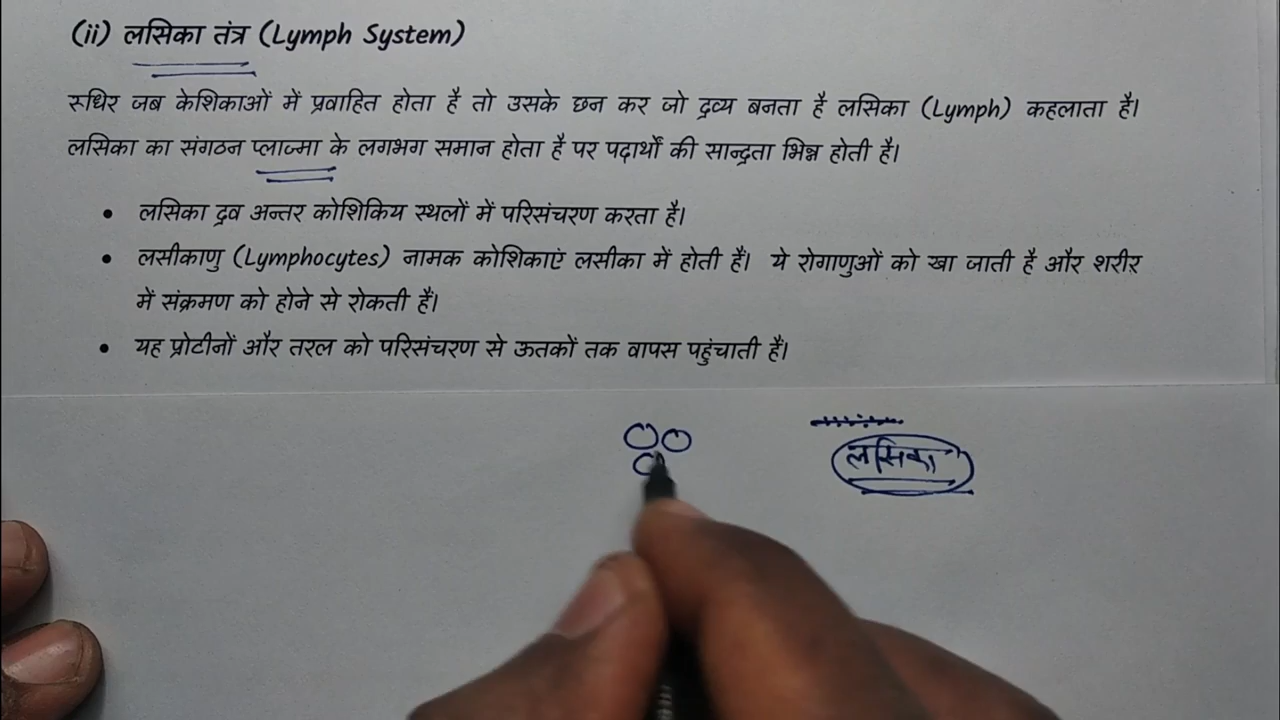 (ii) लसिका तंत्र (Lymph System)
रूधिर जब केशिकाओं में प्रवाहित होता है तो उसके छन कर जो द्रव्य बनता है लसिका (Lymph) कहलाता है।
लसिका का संगठन प्लाज्मा के लगभग समान होता है पर पदार्थों की सान्द्रता भिन्न होती है।
• लसिका द्रव अन्तर कोशिकिय स्थलों में परिसंचरण करता है।
• लसीकाणु (Lymphocytes) नामक कोशिकाएं लसीका में होती हैं। ये रोगाणुओं को खा जाती है और शरीर
में संक्रमण को होने से रोकती हैं।
• यह प्रोटीनों और तरल को परिसंचरण से ऊतकों तक वापस पहुंचाती हैं।
लसिका